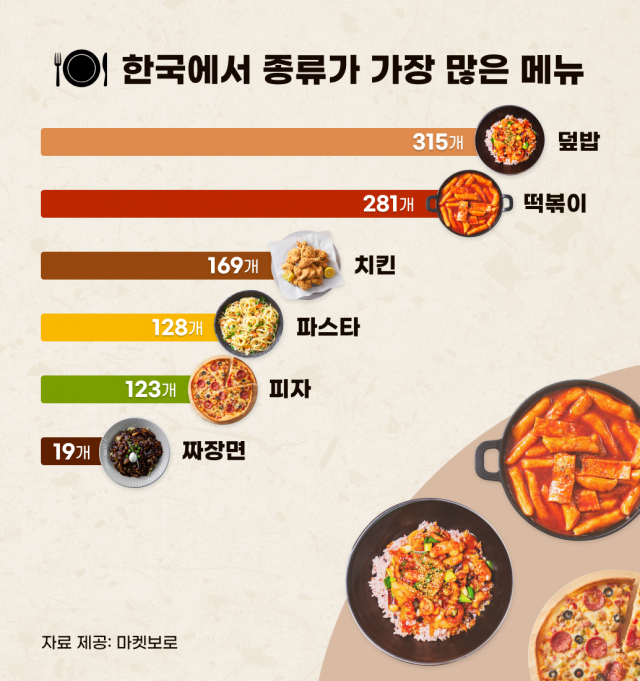 한국에서 종류가 가장 많은 메뉴
315개 덮밥
281개 떡볶이
169개 치킨
128개 파스타
123개 피자
19개 짜장면
자료 제공: 마켓보로